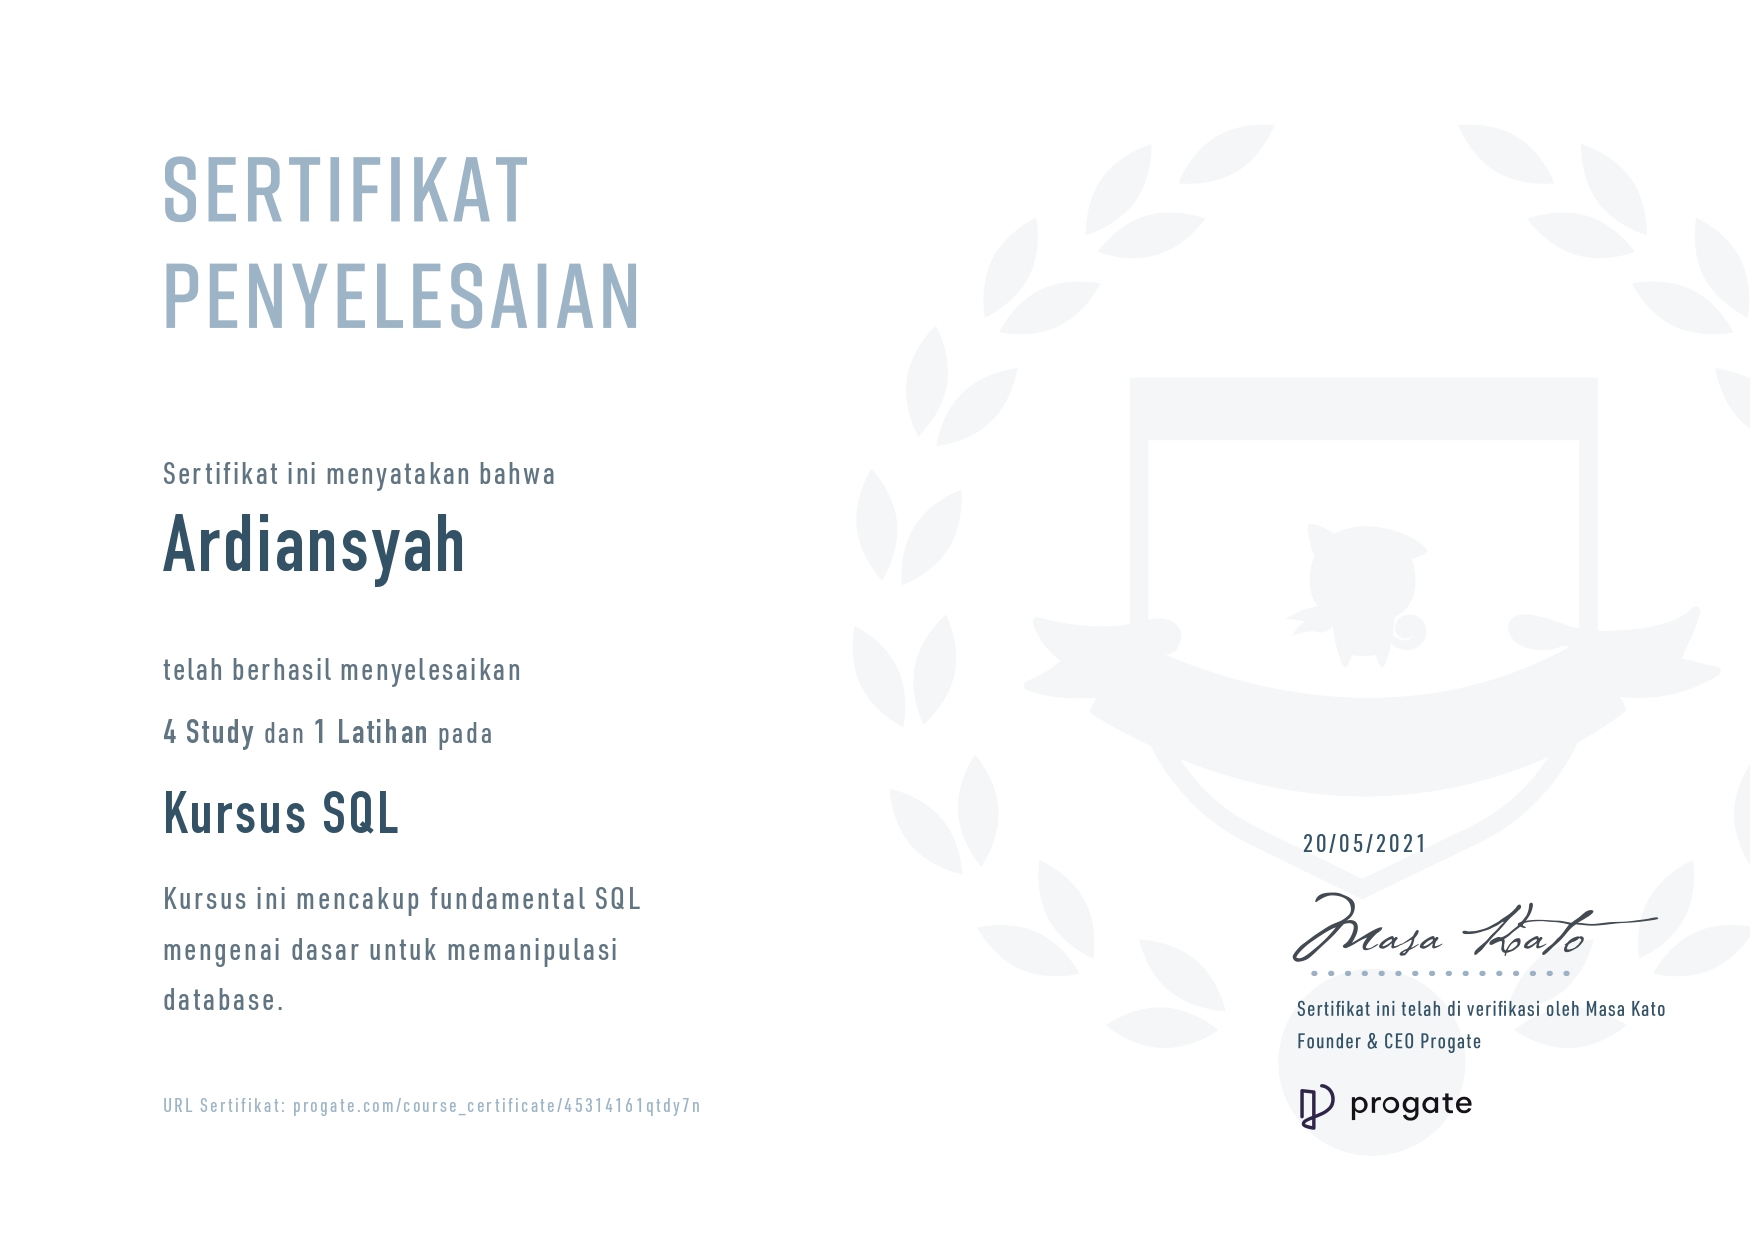 SERTIFIKAT
PENYELESAIAN
Sertifikat ini menyatakan bahwa
Ardiansyah
telah berhasil menyelesaikan
4 Study dan 1 Latihan pada
Kursus SQL
Kursus ini mencakup fundamental SQL
mengenai dasar untuk memanipulasi
database.
URL Sertifikat: progate.com/course_certificate/45314161qtdy7n
20/05/2021
Masa Kato
Sertifikat ini telah di verifikasi oleh Masa Kato
Founder & CEO Progate
progate